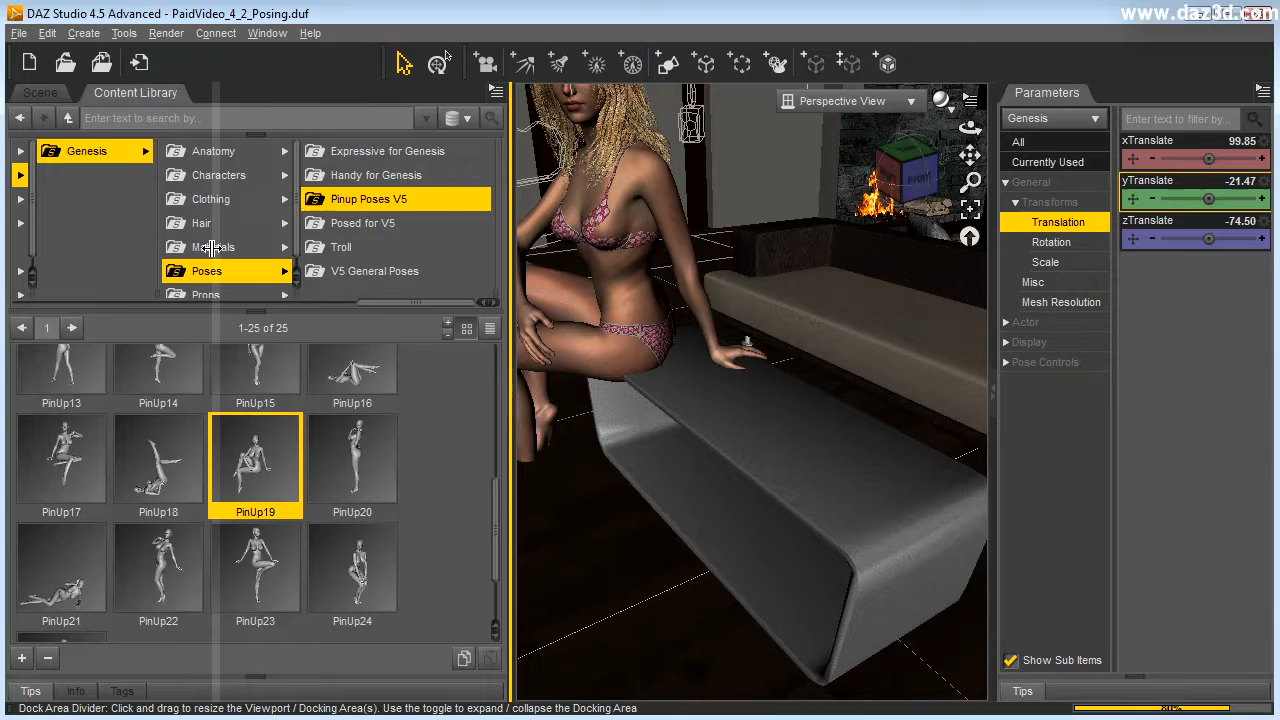 DAZ Studio 4.5 Advanced - PaidVideo_4_2_Posing.duf
www.daz3d.com
File Edit Create Tools Render Connect Window Help
Scene Content Library
Perspective View
Parameters
Enter text to search by...
Genesis
Enter text to filter by...
Genesis
Anatomy
Characters
Clothing
Hair
Poses
Props
Expressive for Genesis
Handy for Genesis
Pinup Poses V5
Posed for V5
Troll
V5 General Poses
1
1-25 of 25
PinUp13 PinUp14 PinUp15 PinUp16
PinUp17 PinUp18 PinUp19 PinUp20
PinUp21 PinUp22 PinUp23 PinUp24
Front
All
Currently Used
General
Transforms
Translation
Rotation
Scale
Misc
Mesh Resolution
Actor
Display
Pose Controls
xTranslate 99.85
yTranslate -21.47
zTranslate -74.50
Show Sub Items
Tips Info Tags
Tips
Dock Area Divider: Click and drag to resize the Viewport / Docking Area(s). Use the toggle to expand / collapse the Docking Area
80%